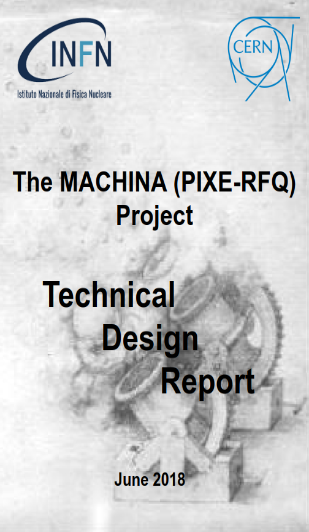 INFN
CERN
Istituto Nazionale di Fisica Nucleare
The MACHINA (PIXE-RFQ)
Project
Technical
Design
Report
June 2018